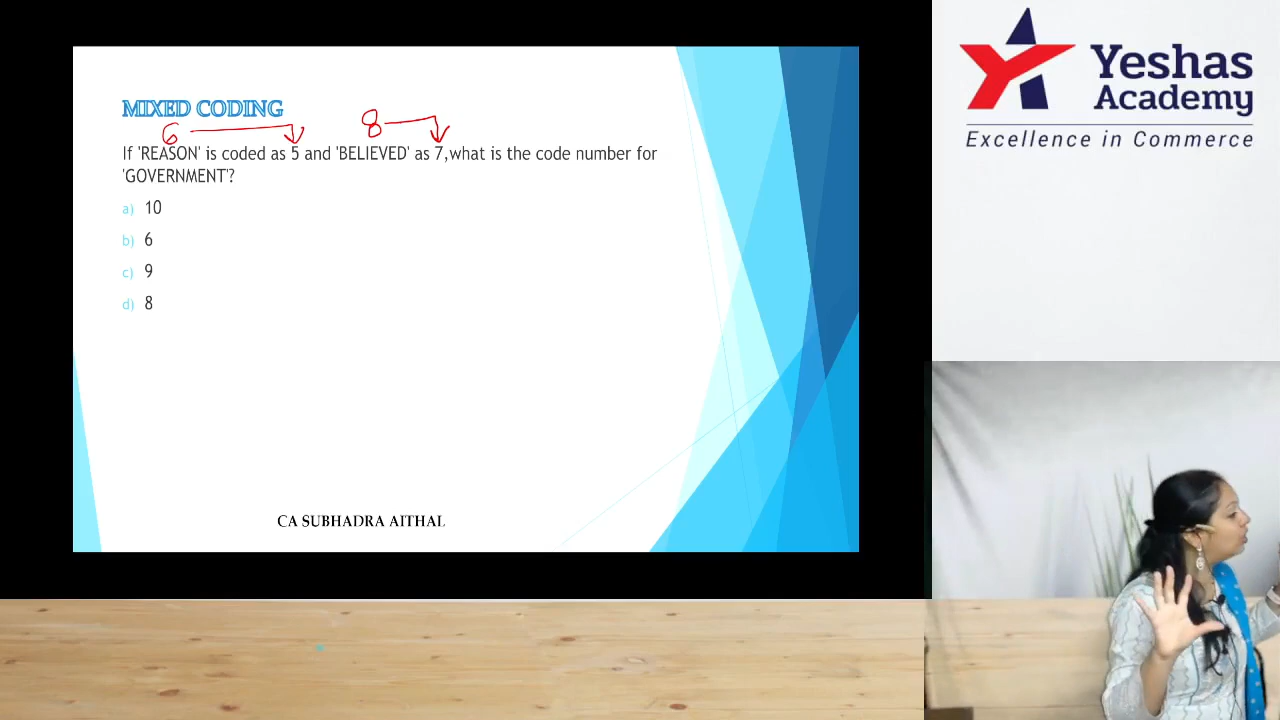 MIXED CODING
6 8
If 'REASON' is coded as 5 and 'BELIEVED' as 7,what is the code number for
'GOVERNMENT'?
a) 10
b) 6
c) 9
d) 8
CA SUBHADRA AITHAL
Yeshas
Academy
Excellence in Commerce